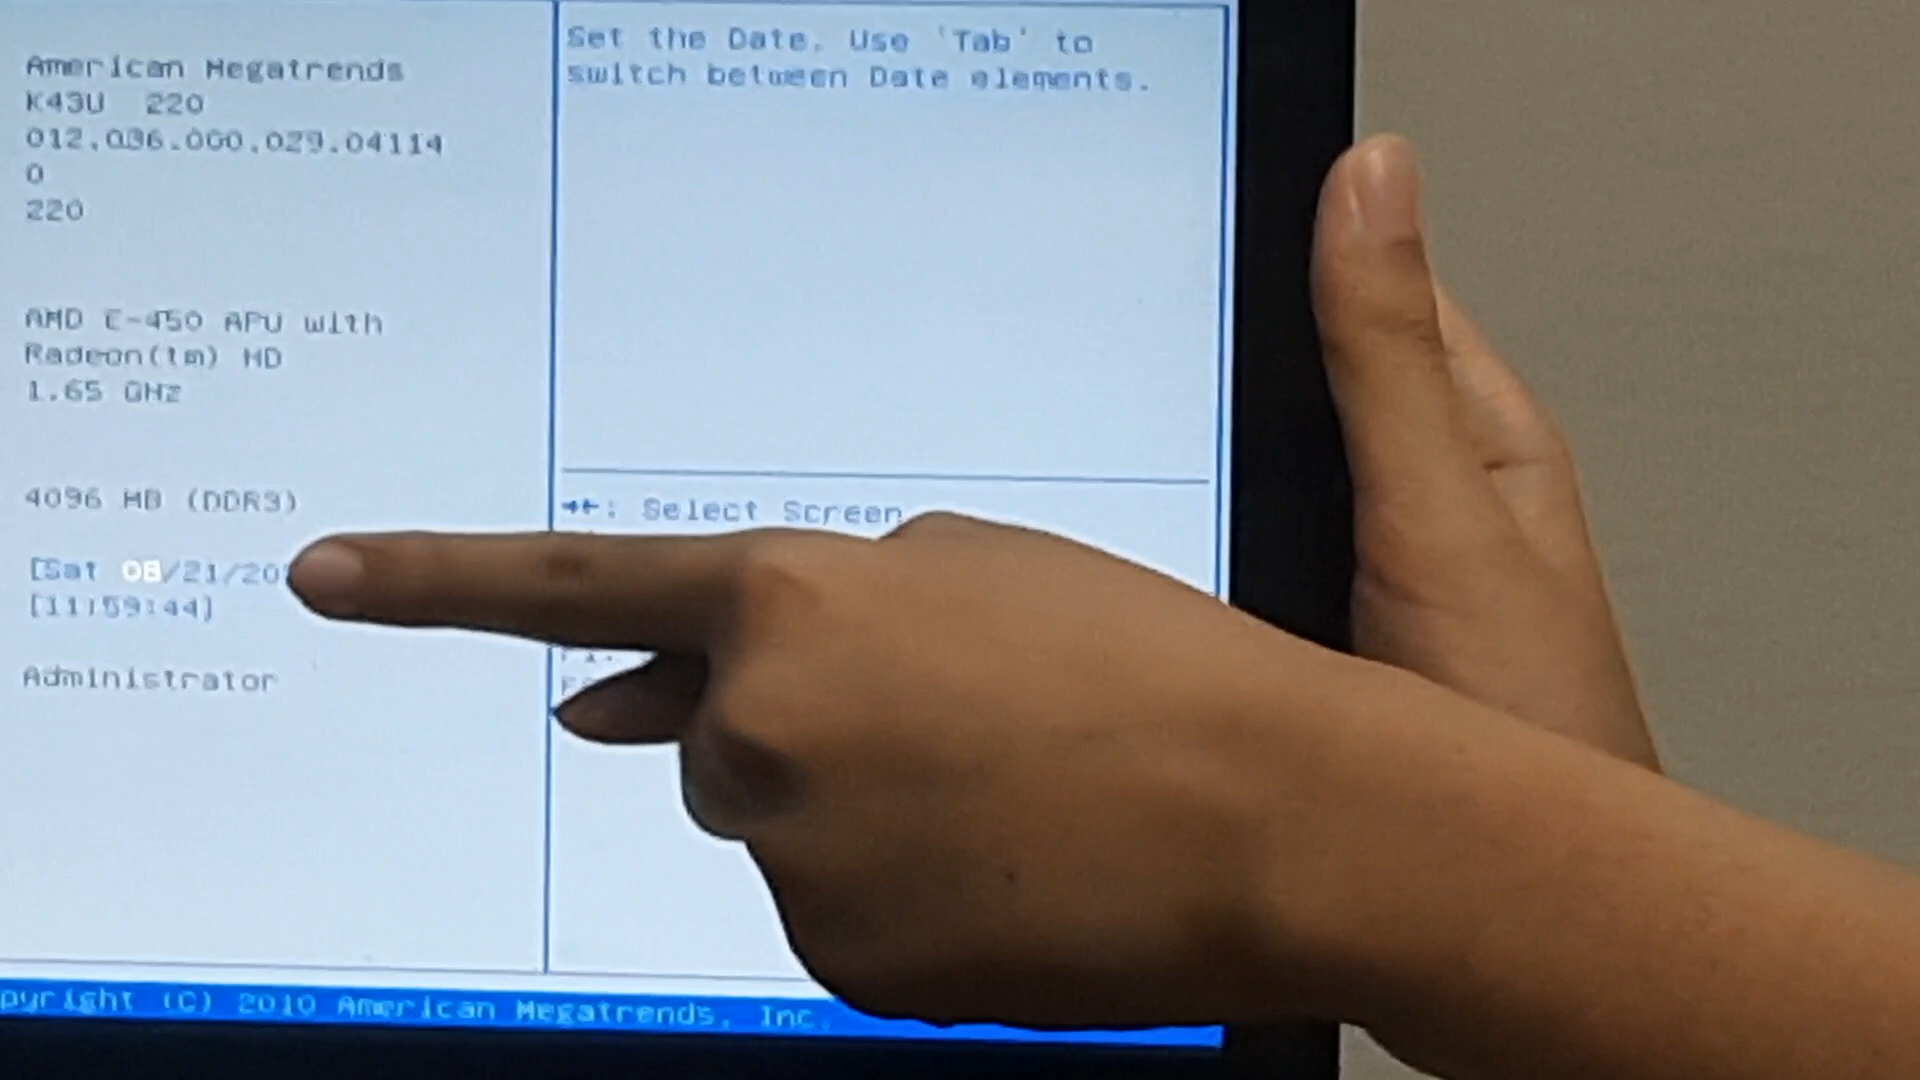 American Megatrends
K43U 220
012.036.000.029.04114
0
220
AMD E-450 APU with
Radeon(tm) HD
1.65 GHz
4096 MB (DDR3)
[Sat 08/21/20
[11:59:44]
Administrator
Set the Date. Use 'Tab' to
switch between Date elements.
→←: Select Screen
pyright (C) 2010 American Megatrends, Inc.